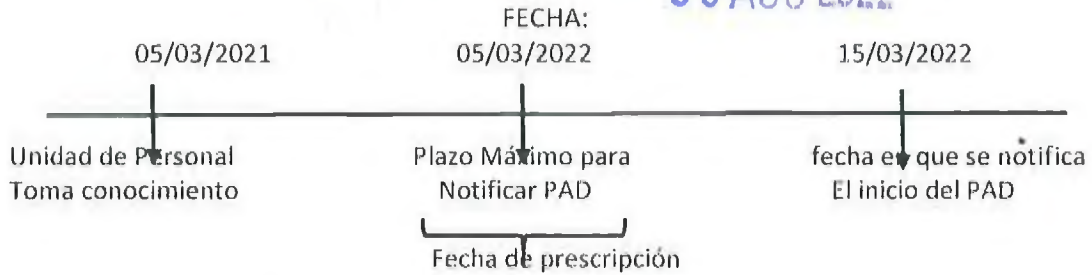 FECHA:
05/03/2021 05/03/2022 15/03/2022
Unidad de Personal Plazo Máximo para fecha en que se notifica
Toma conocimiento Notificar PAD El inicio del PAD
Fecha de prescripción